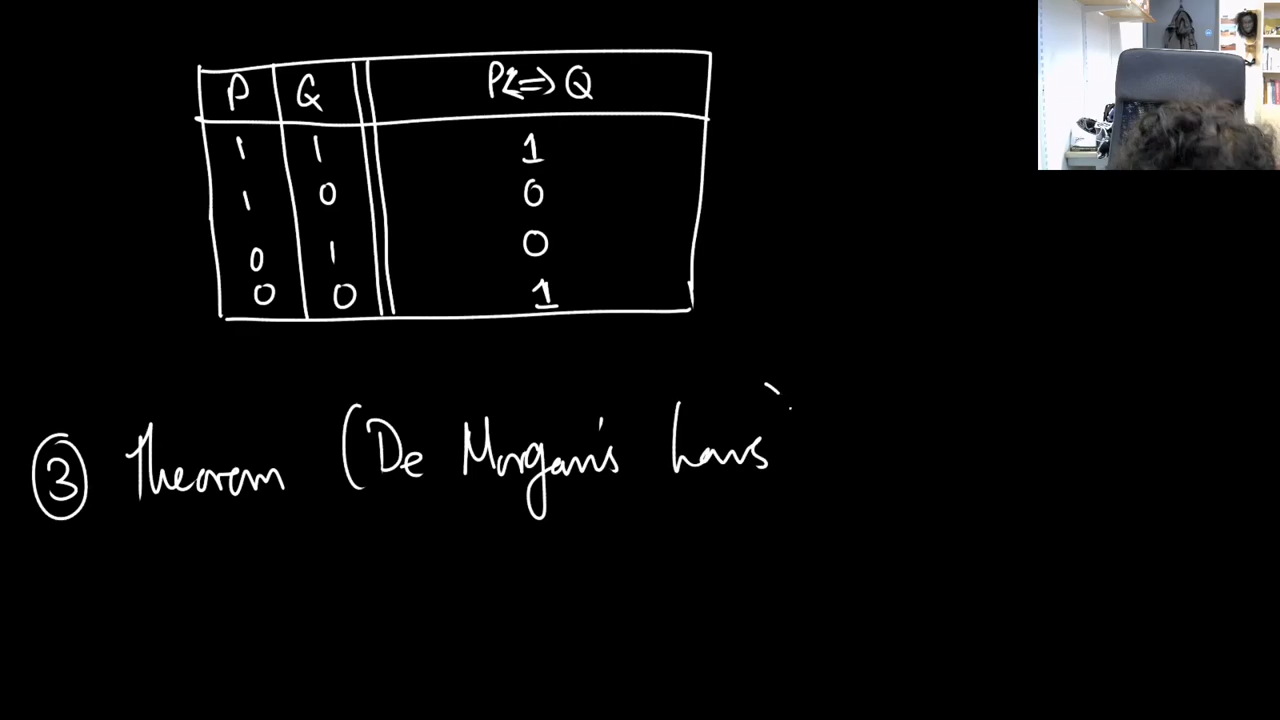 P Q P<=>Q
1 1 1
1 0 0
0 1 0
0 0 1
③ Theorem (De Morgan's Laws)